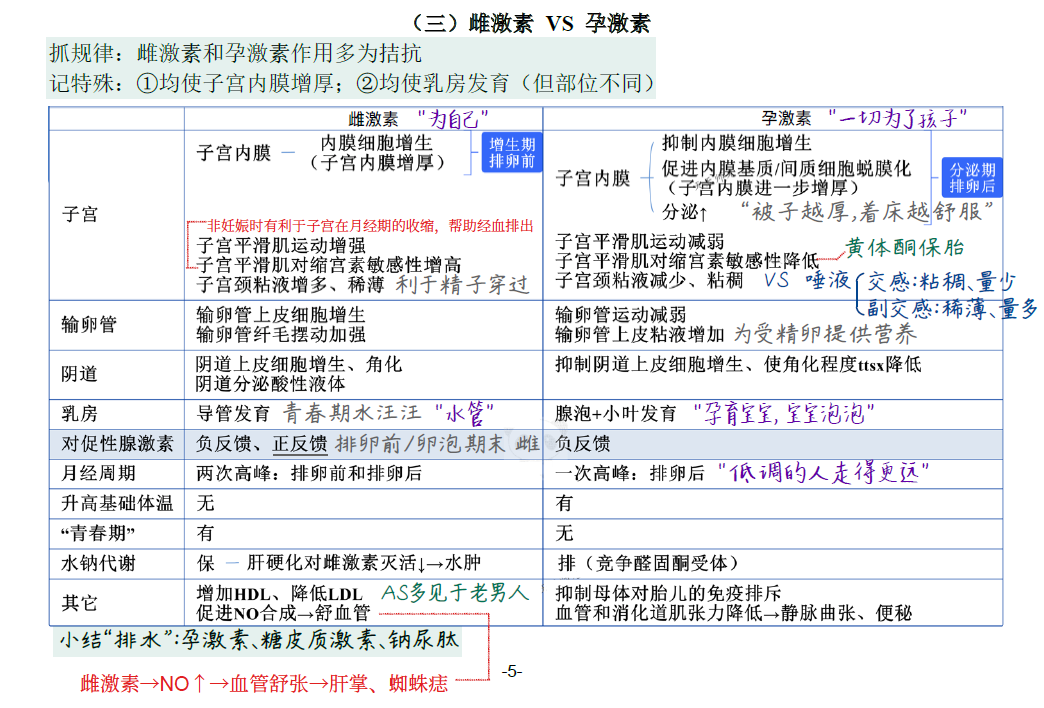 （三）雌激素 VS 孕激素
抓规律：雌激素和孕激素作用多为拮抗
记特殊：①均使子宫内膜增厚；②均使乳房发育（但部位不同）
雌激素 "为自己"
孕激素 "一切为了孩子"
子宫
子宫内膜
内膜细胞增生
（子宫内膜增厚）
增生期
排卵前
非妊娠时有利于子宫在月经期的收缩，帮助经血排出
子宫平滑肌运动增强
子宫平滑肌对缩宫素敏感性增高
子宫颈粘液增多、稀薄 利于精子穿过
子宫内膜
抑制内膜细胞增生
促进内膜基质/间质细胞蜕膜化
（子宫内膜进一步增厚）
分泌↑ “被子越厚,着床越舒服”
分泌期
排卵后
子宫平滑肌运动减弱
子宫平滑肌对缩宫素敏感性降低
黄体酮保胎
子宫颈粘液减少、粘稠 VS 唾液
交感:粘稠、量少
副交感:稀薄、量多
输卵管
输卵管上皮细胞增生
输卵管纤毛摆动加强
输卵管运动减弱
输卵管上皮粘液增加 为受精卵提供营养
阴道
阴道上皮细胞增生、角化
阴道分泌酸性液体
抑制阴道上皮细胞增生、使角化程度ttsx降低
乳房
导管发育 青春期水汪汪 "水管"
腺泡+小叶发育 "孕育宝宝,宝宝泡泡"
对促性腺激素
负反馈、正反馈 排卵前/卵泡期末 雌
负反馈
月经周期
两次高峰：排卵前和排卵后
一次高峰：排卵后 "低调的人走得更远"
升高基础体温
无
有
“青春期”
有
无
水钠代谢
保 — 肝硬化对雌激素灭活↓→水肿
排（竞争醛固酮受体）
其它
增加HDL、降低LDL AS多见于老男人
促进NO合成→舒血管
抑制母体对胎儿的免疫排斥
血管和消化道肌张力降低→静脉曲张、便秘
小结“排水”:孕激素、糖皮质激素、钠尿肽
-5-
雌激素→NO↑→血管舒张→肝掌、蜘蛛痣